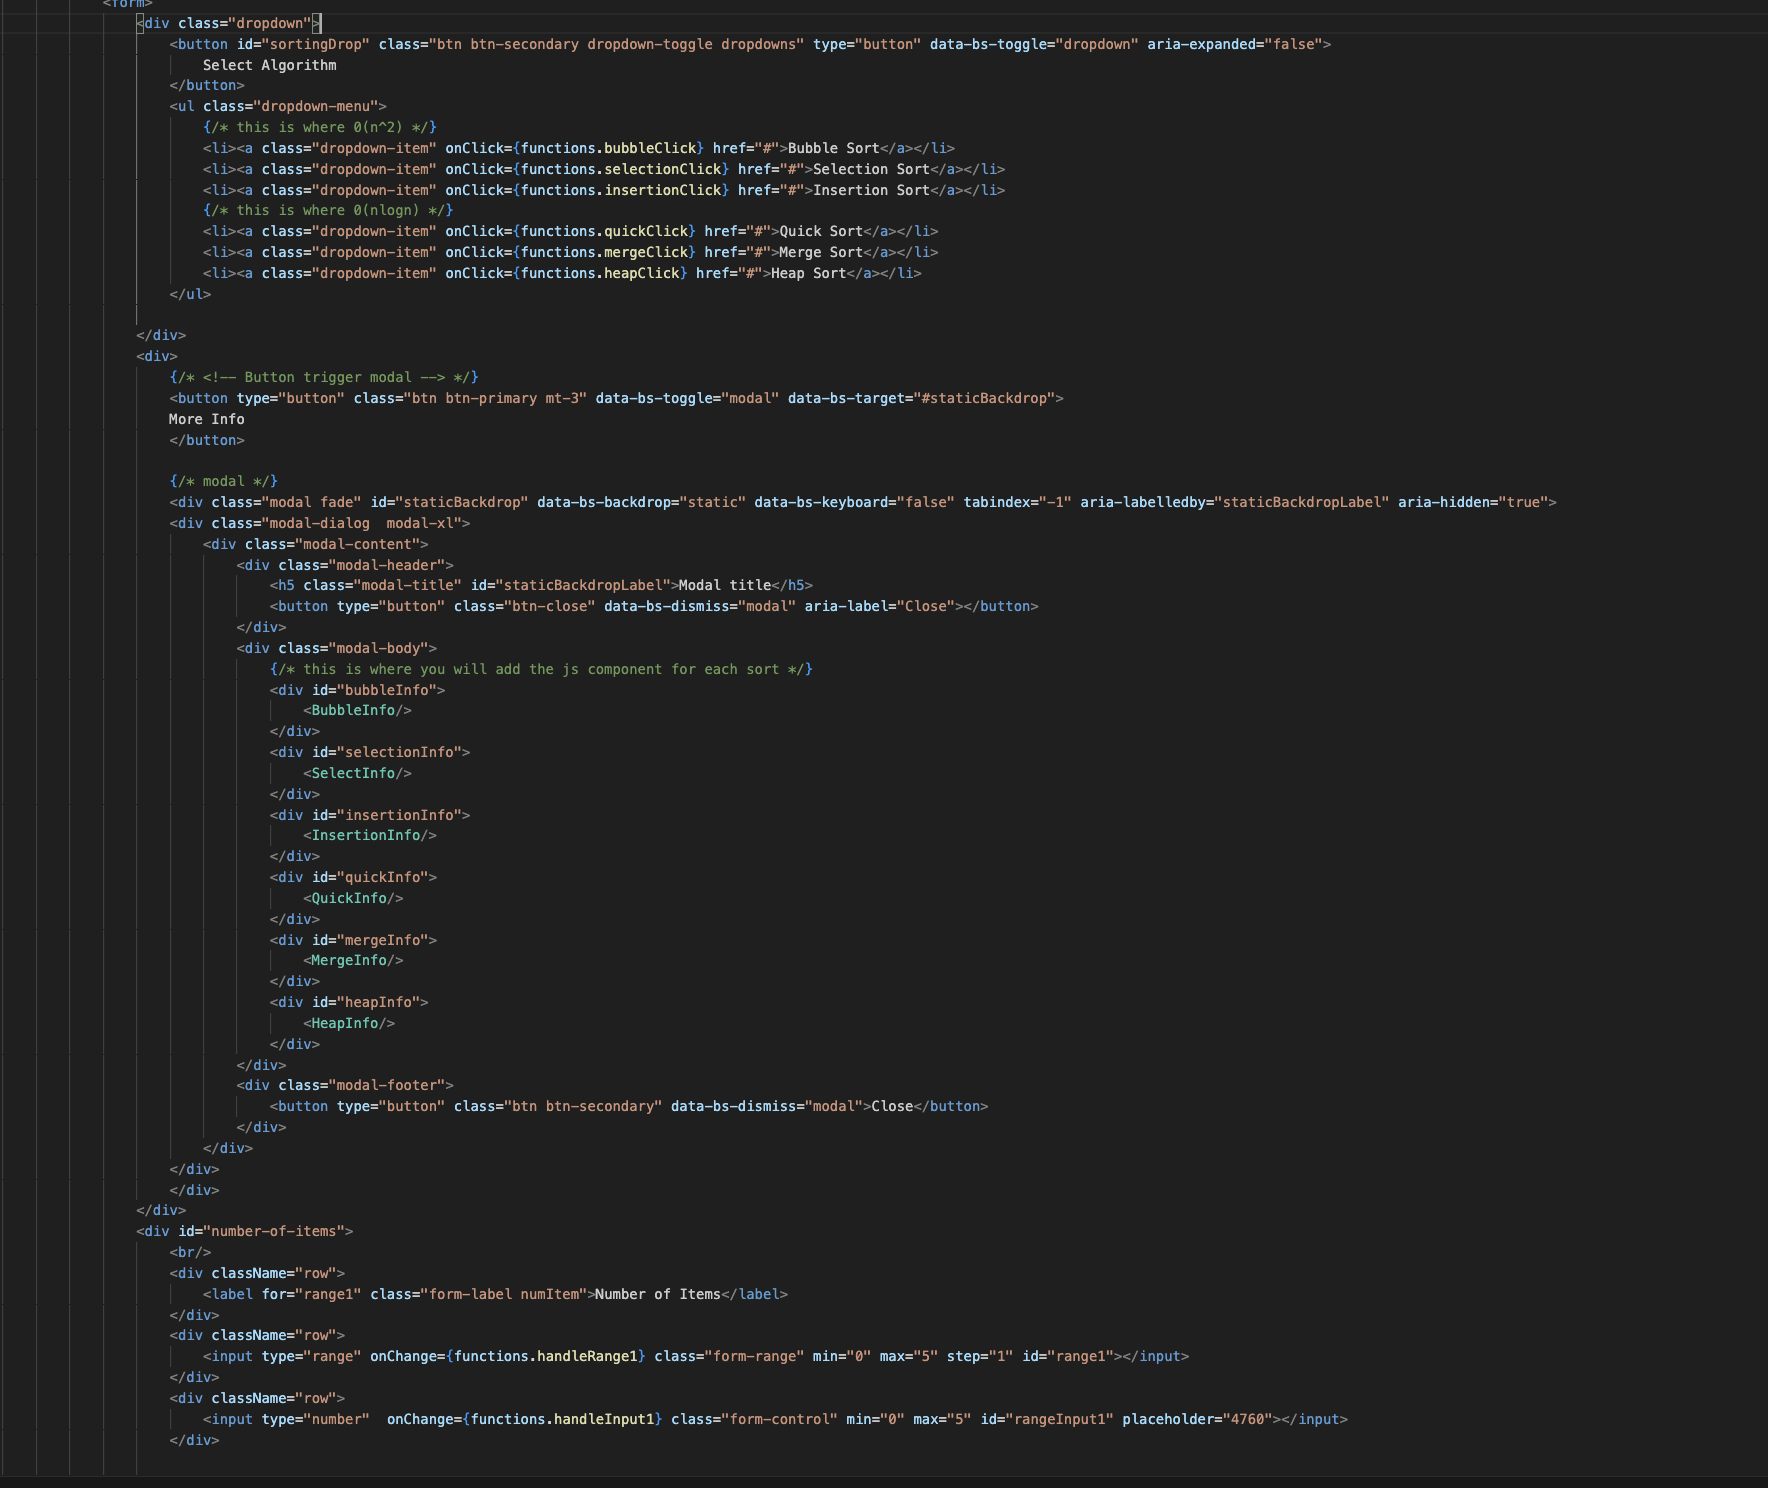 <form>
<div class="dropdown">
<button id="sortingDrop" class="btn btn-secondary dropdown-toggle dropdowns" type="button" data-bs-toggle="dropdown" aria-expanded="false">
Select Algorithm
</button>
<ul class="dropdown-menu">
{/* this is where 0(n^2) */}
<li><a class="dropdown-item" onClick={functions.bubbleClick} href="#">Bubble Sort</a></li>
<li><a class="dropdown-item" onClick={functions.selectionClick} href="#">Selection Sort</a></li>
<li><a class="dropdown-item" onClick={functions.insertionClick} href="#">Insertion Sort</a></li>
{/* this is where 0(nlogn) */}
<li><a class="dropdown-item" onClick={functions.quickClick} href="#">Quick Sort</a></li>
<li><a class="dropdown-item" onClick={functions.mergeClick} href="#">Merge Sort</a></li>
<li><a class="dropdown-item" onClick={functions.heapClick} href="#">Heap Sort</a></li>
</ul>
</div>
<div>
{/* <!-- Button trigger modal --> */}
<button type="button" class="btn btn-primary mt-3" data-bs-toggle="modal" data-bs-target="#staticBackdrop">
More Info
</button>
{/* modal */}
<div class="modal fade" id="staticBackdrop" data-bs-backdrop="static" data-bs-keyboard="false" tabindex="-1" aria-labelledby="staticBackdropLabel" aria-hidden="true">
<div class="modal-dialog  modal-xl">
<div class="modal-content">
<div class="modal-header">
<h5 class="modal-title" id="staticBackdropLabel">Modal title</h5>
<button type="button" class="btn-close" data-bs-dismiss="modal" aria-label="Close"></button>
</div>
<div class="modal-body">
{/* this is where you will add the js component for each sort */}
<div id="bubbleInfo">
<BubbleInfo/>
</div>
<div id="selectionInfo">
<SelectInfo/>
</div>
<div id="insertionInfo">
<InsertionInfo/>
</div>
<div id="quickInfo">
<QuickInfo/>
</div>
<div id="mergeInfo">
<MergeInfo/>
</div>
<div id="heapInfo">
<HeapInfo/>
</div>
</div>
<div class="modal-footer">
<button type="button" class="btn btn-secondary" data-bs-dismiss="modal">Close</button>
</div>
</div>
</div>
</div>
</div>
<div id="number-of-items">
<br/>
<div className="row">
<label for="range1" class="form-label numItem">Number of Items</label>
</div>
<div className="row">
<input type="range" onChange={functions.handleRange1} class="form-range" min="0" max="5" step="1" id="range1"></input>
</div>
<div className="row">
<input type="number"  onChange={functions.handleInput1} class="form-control" min="0" max="5" id="rangeInput1" placeholder="4760"></input>
</div>